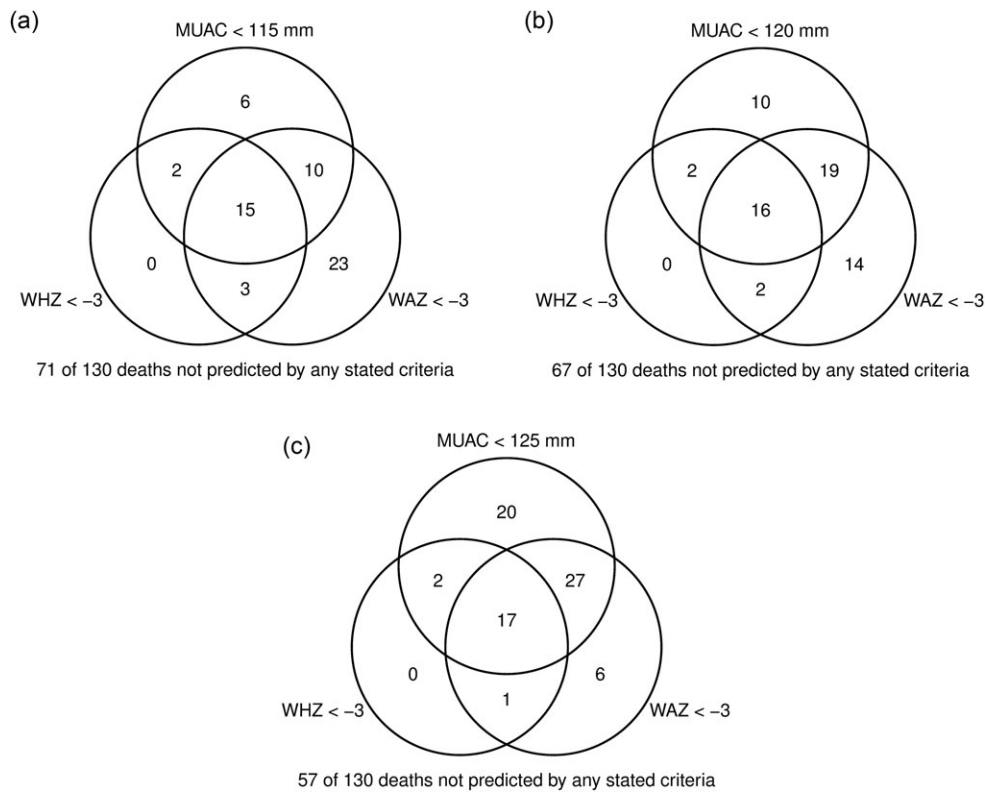 (a)
MUAC < 115 mm
6
2
10
15
0
23
3
WHZ < −3
WAZ < −3
71 of 130 deaths not predicted by any stated criteria
(b)
MUAC < 120 mm
10
2
19
16
0
14
2
WHZ < −3
WAZ < −3
67 of 130 deaths not predicted by any stated criteria
(c)
MUAC < 125 mm
20
2
27
17
0
6
1
WHZ < −3
WAZ < −3
57 of 130 deaths not predicted by any stated criteria